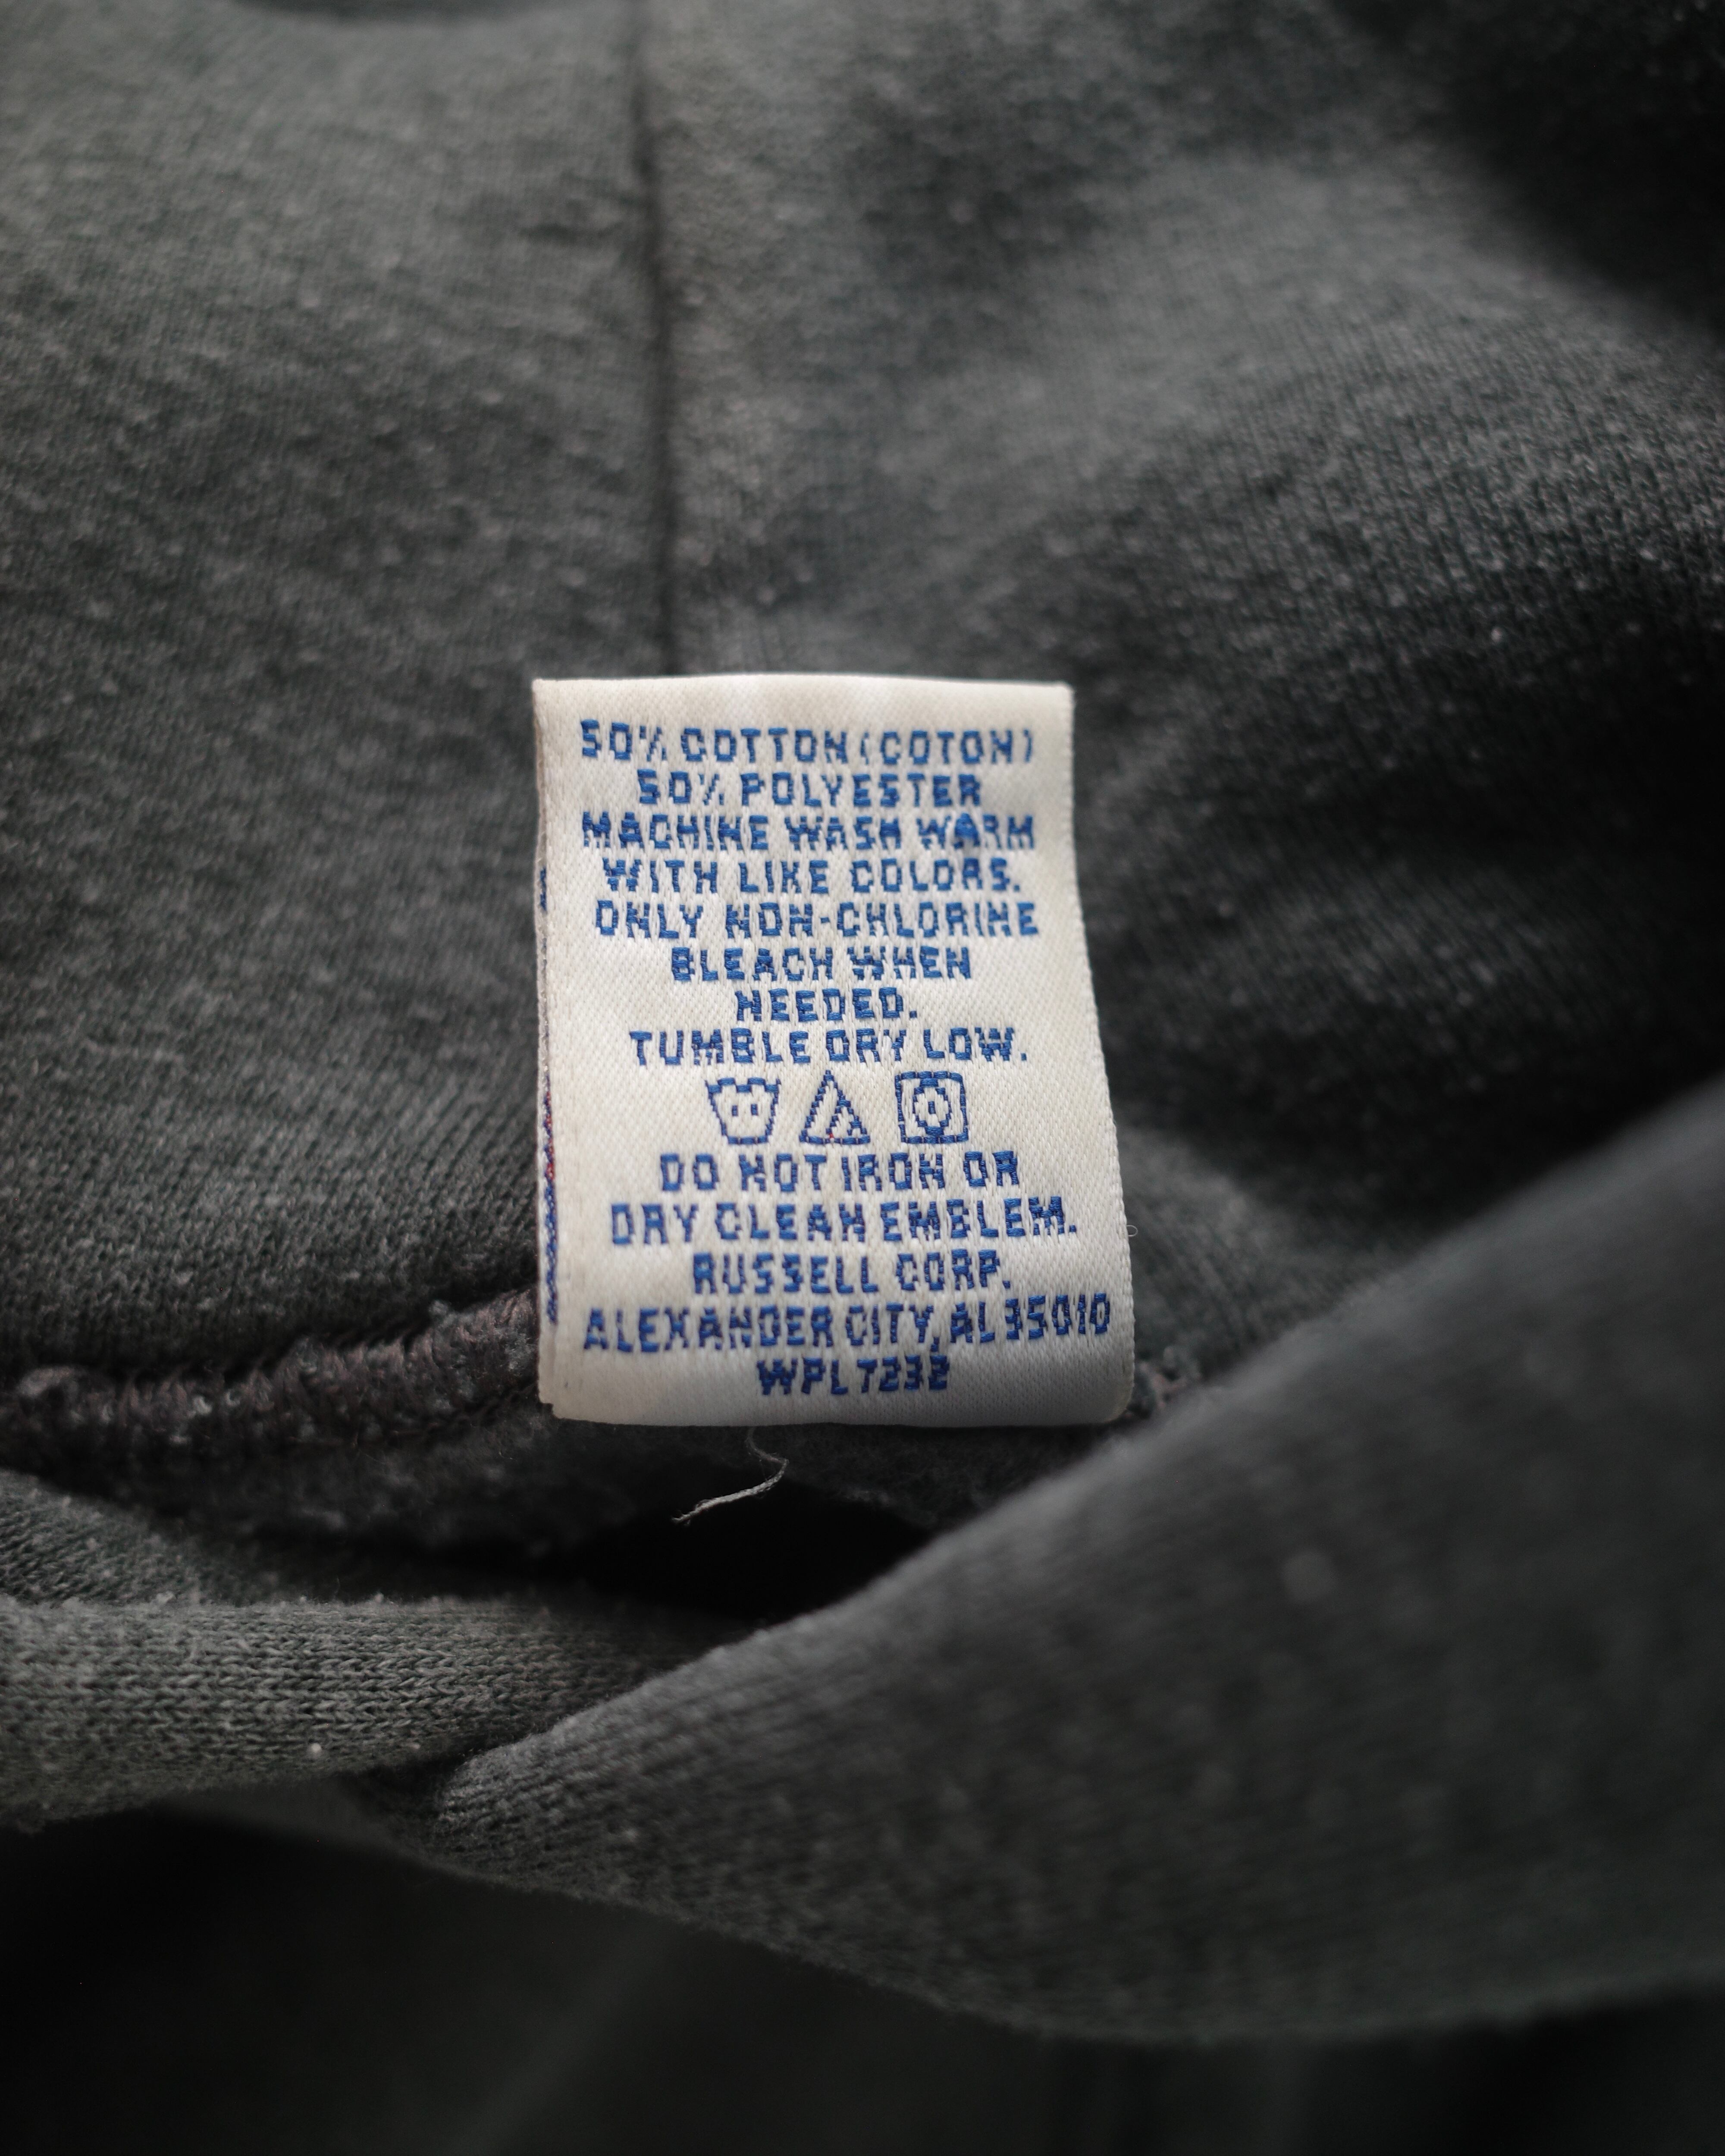 50% COTTON (COTON)
50% POLYESTER
MACHINE WASH WARM
WITH LIKE COLORS.
ONLY NON-CHLORINE
BLEACH WHEN
NEEDED.
TUMBLE DRY LOW.
DO NOT IRON OR
DRY CLEAN EMBLEM.
RUSSELL CORP.
ALEXANDER CITY, AL 35010
WPL 7232